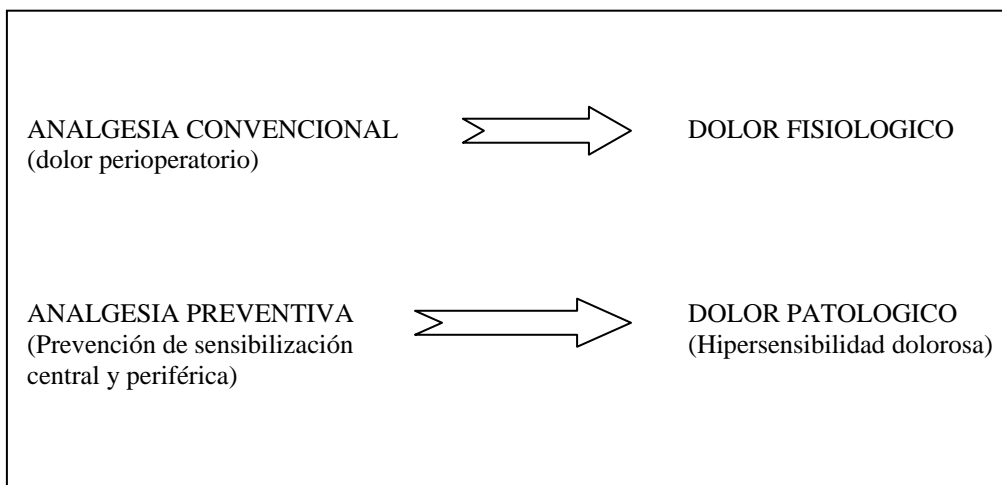 ANALGESIA CONVENCIONAL
(dolor perioperatorio)
DOLOR FISIOLOGICO
ANALGESIA PREVENTIVA
(Prevención de sensibilización
central y periférica)
DOLOR PATOLOGICO
(Hipersensibilidad dolorosa)